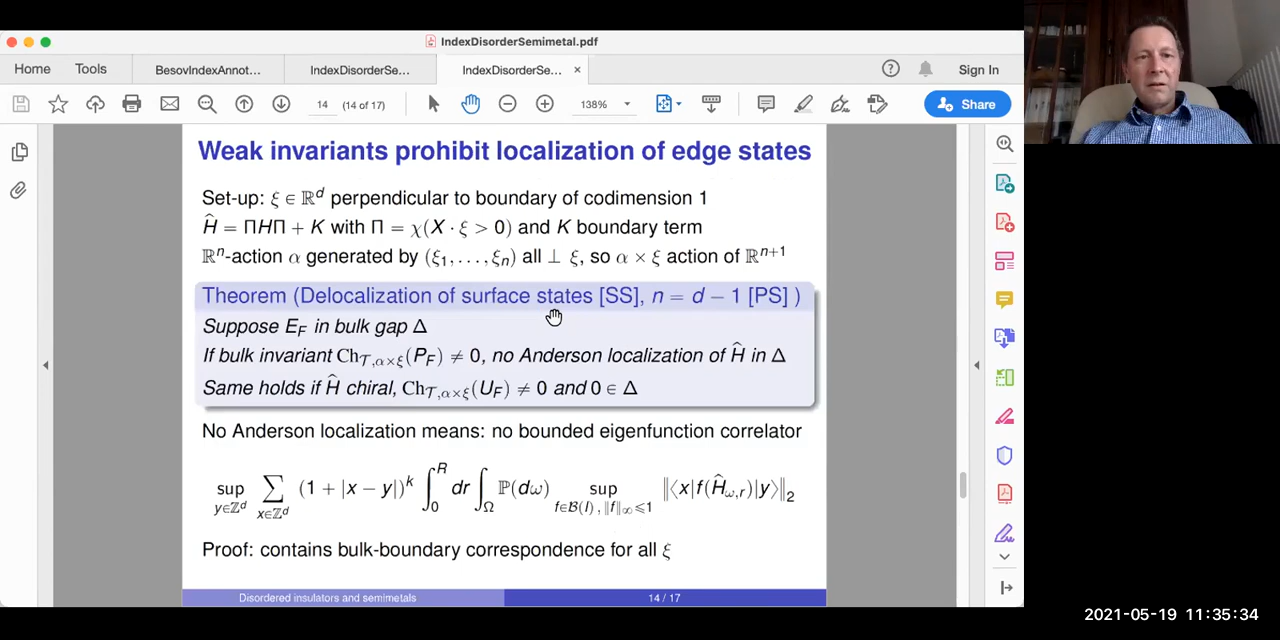 IndexDisorderSemimetal.pdf
Home Tools BesovIndexAnnot... IndexDisorderSe... IndexDisorderSe... × Sign In
14 (14 of 17) 138% Share
Weak invariants prohibit localization of edge states
Set-up: ξ ∈ ℝ^d perpendicular to boundary of codimension 1
Ĥ = ΠHΠ + K with Π = χ(X · ξ > 0) and K boundary term
ℝ^n-action α generated by (ξ_1, . . . , ξ_n) all ⊥ ξ, so α × ξ action of ℝ^{n+1}
Theorem (Delocalization of surface states [SS], n = d − 1 [PS] )
Suppose E_F in bulk gap Δ
If bulk invariant Ch_{𝒯,α×ξ}(P_F) ≠ 0, no Anderson localization of Ĥ in Δ
Same holds if Ĥ chiral, Ch_{𝒯,α×ξ}(U_F) ≠ 0 and 0 ∈ Δ
No Anderson localization means: no bounded eigenfunction correlator
sup_{y∈ℤ^d} ∑_{x∈ℤ^d} (1 + |x − y|)^k ∫_0^R dr ∫_Ω ℙ(dω) sup_{f∈ℬ(I), ‖f‖_∞⩽1} ‖⟨x|f(Ĥ_{ω,r})|y⟩‖_2
Proof: contains bulk-boundary correspondence for all ξ
Disordered insulators and semimetals 14 / 17
2021-05-19 11:35:34